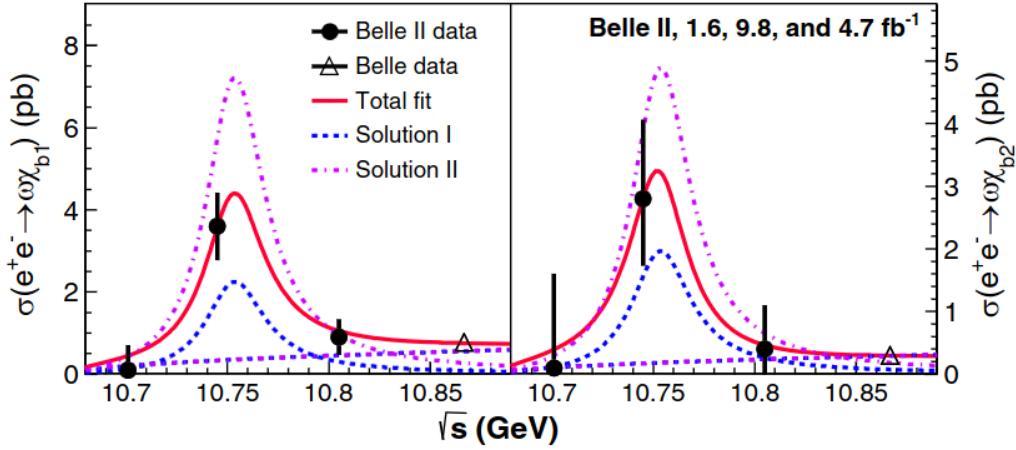 Belle II data
Belle data
Total fit
Solution I
Solution II
Belle II, 1.6, 9.8, and 4.7 fb⁻¹
σ(e⁺e⁻→ωχ_b1) (pb)
8
6
4
2
0
σ(e⁺e⁻→ωχ_b2) (pb)
5
4
3
2
1
0
10.7 10.75 10.8 10.85 10.7 10.75 10.8 10.85
√s (GeV)